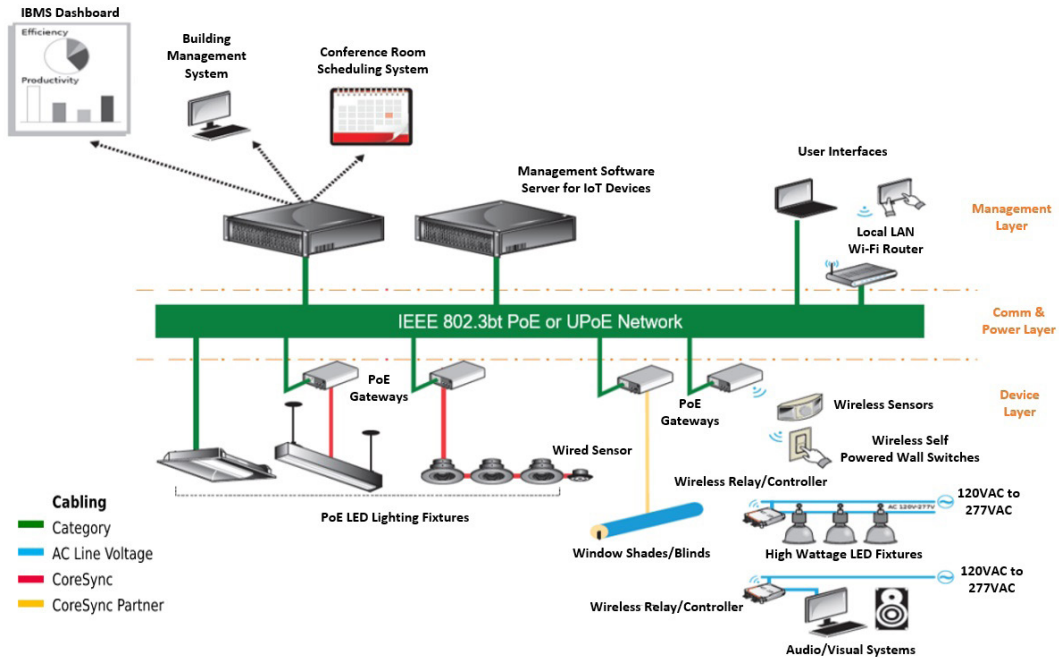 IBMS Dashboard
Efficiency
Productivity
Building
Management
System
Conference Room
Scheduling System
Management Software
Server for IoT Devices
User Interfaces
Local LAN
Wi-Fi Router
Management
Layer
IEEE 802.3bt PoE or UPoE Network
Comm &
Power Layer
PoE
Gateways
PoE
Gateways
Device
Layer
Wireless Sensors
Wired Sensor
Wireless Self
Powered Wall Switches
PoE LED Lighting Fixtures
Window Shades/Blinds
Wireless Relay/Controller
AC 120V-277V
120VAC to
277VAC
High Wattage LED Fixtures
Wireless Relay/Controller
120VAC to
277VAC
Audio/Visual Systems
Cabling
Category
AC Line Voltage
CoreSync
CoreSync Partner